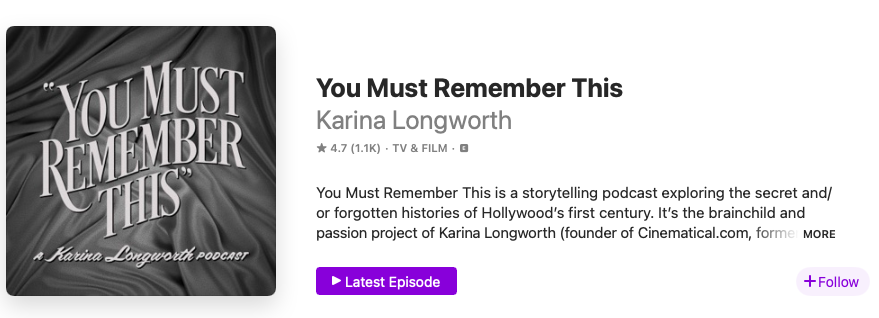 “YOU MUST
REMEMBER
THIS”
A Karina Longworth PODCAST
You Must Remember This
Karina Longworth
★ 4.7 (1.1K) · TV & FILM · E
You Must Remember This is a storytelling podcast exploring the secret and/
or forgotten histories of Hollywood’s first century. It’s the brainchild and
passion project of Karina Longworth (founder of Cinematical.com, forme MORE
▶ Latest Episode
+Follow